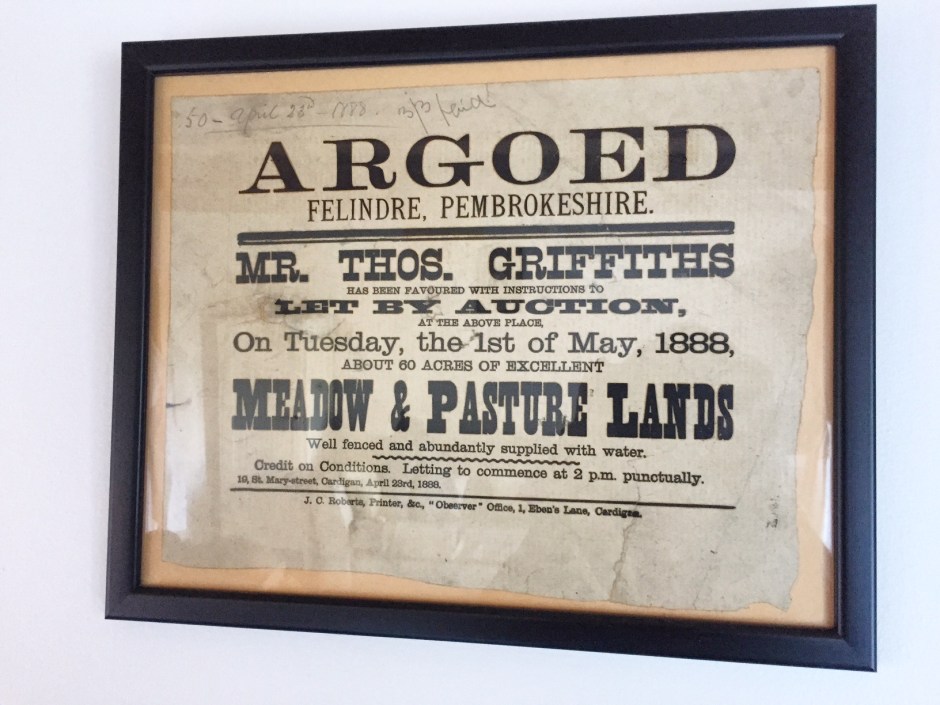 50 - April 23rd - 1888. 3/3 paid
ARGOED
FELINDRE, PEMBROKESHIRE.
MR. THOS. GRIFFITHS
HAS BEEN FAVOURED WITH INSTRUCTIONS TO
LET BY AUCTION,
AT THE ABOVE PLACE,
On Tuesday, the 1st of May, 1888,
ABOUT 60 ACRES OF EXCELLENT
MEADOW & PASTURE LANDS
Well fenced and abundantly supplied with water.
Credit on Conditions. Letting to commence at 2 p.m. punctually.
19, St. Mary-street, Cardigan, April 23rd, 1888.
J. C. Roberts, Printer, &c., "Observer" Office, 1, Eben's Lane, Cardigan.